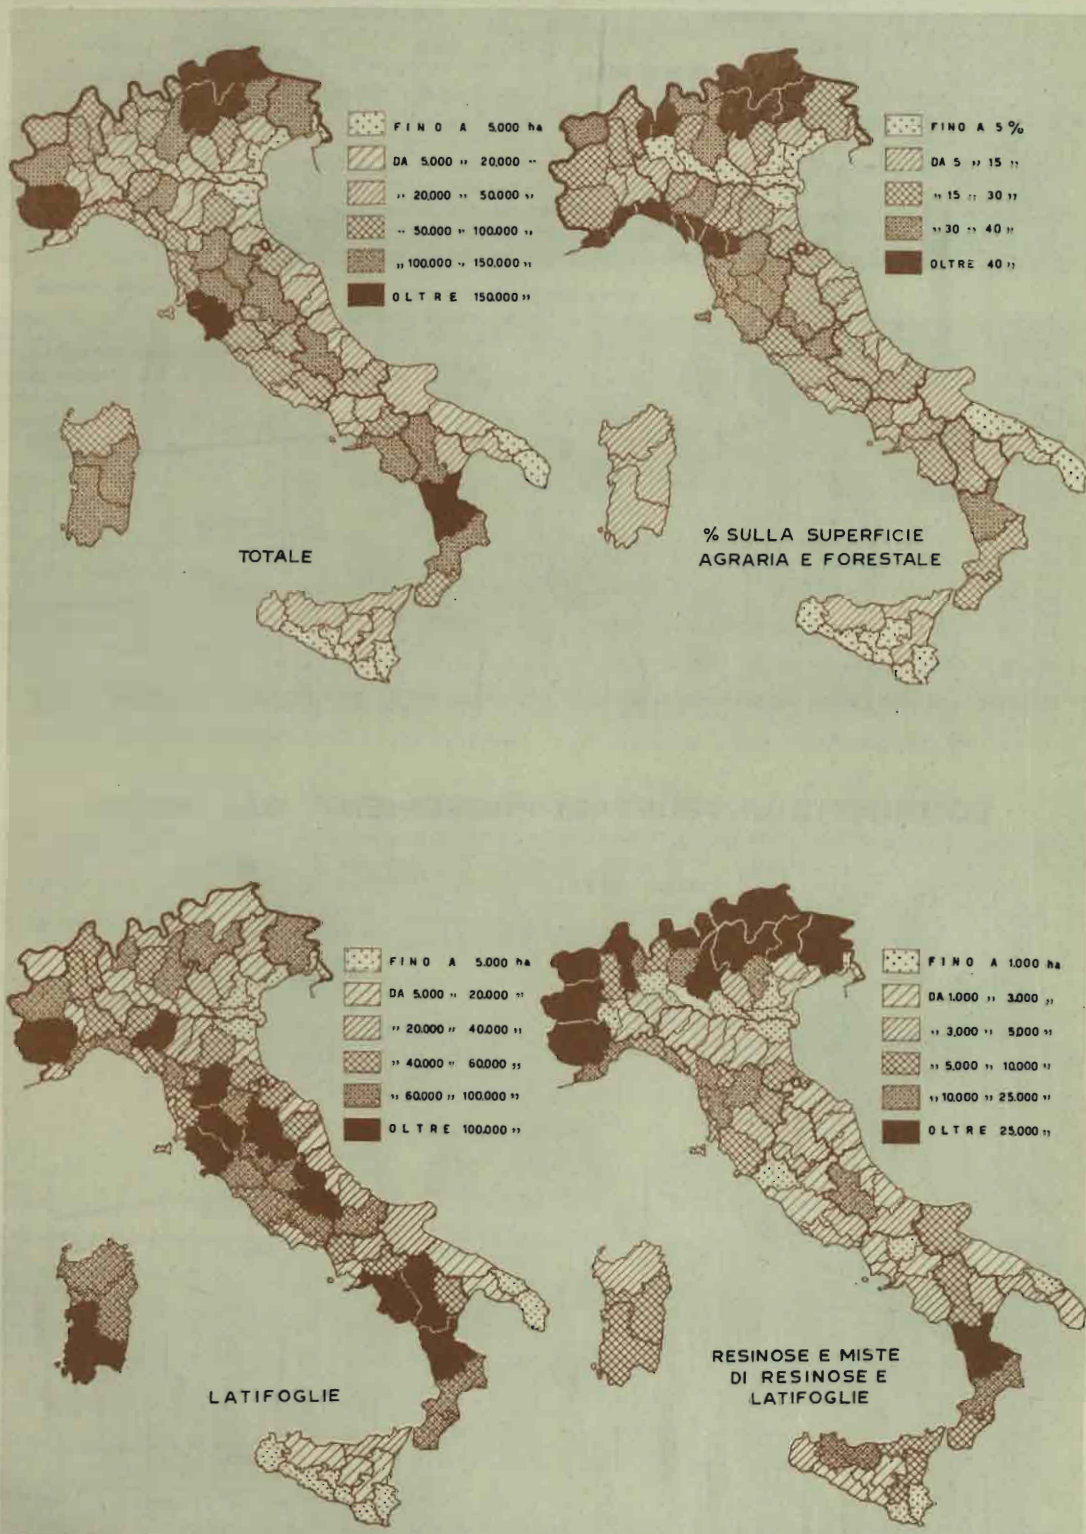 FINO A 5.000 ha
DA 5.000 „ 20.000 „
„ 20.000 „ 50.000 „
„ 50.000 „ 100.000 „
„ 100.000 „ 150.000 „
OLTRE 150.000 „
TOTALE
FINO A 5%
DA 5 „ 15 „
„ 15 „ 30 „
„ 30 „ 40 „
OLTRE 40 „
% SULLA SUPERFICIE
AGRARIA E FORESTALE
FINO A 5.000 ha
DA 5.000 „ 20.000 „
„ 20.000 „ 40.000 „
„ 40.000 „ 60.000 „
„ 60.000 „ 100.000 „
OLTRE 100.000 „
LATIFOGLIE
FINO A 1.000 ha
DA 1.000 „ 3.000 „
„ 3.000 „ 5.000 „
„ 5.000 „ 10.000 „
„ 10.000 „ 25.000 „
OLTRE 25.000 „
RESINOSE E MISTE
DI RESINOSE E
LATIFOGLIE